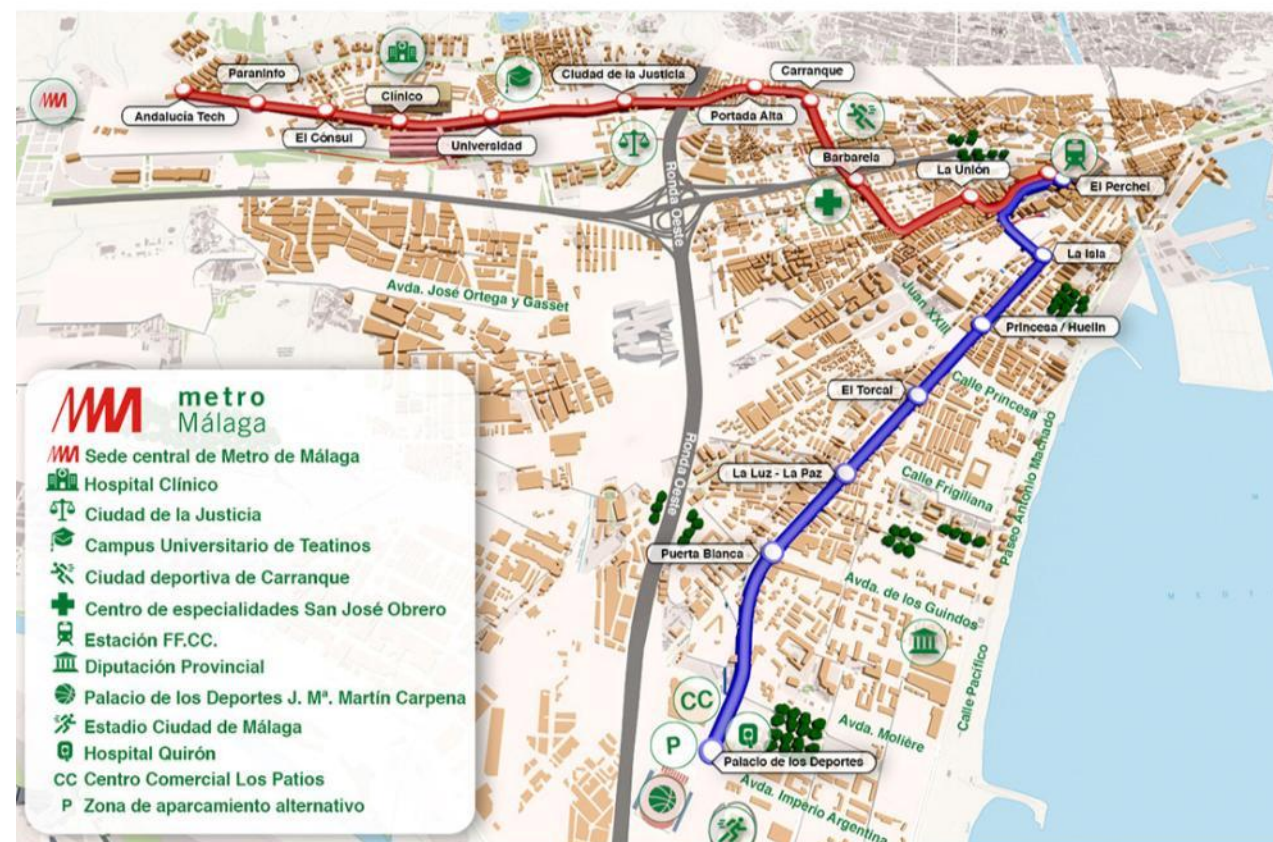 Paraninfo
Ciudad de la Justicia
Carranque
Andalucía Tech
El Cónsul
Clínico
Universidad
Portada Alta
Barbarela
La Unión
El Perchel
Ronda Oeste
La Isla
Avda. José Ortega y Gasset
Juan XXIII
Princesa / Huelin
Calle Princesa
El Torcal
Paseo Antonio Machado
Ronda Oeste
La Luz - La Paz
Calle Frigiliana
Puerta Blanca
Avda. de los Guindos
Calle Pacífico
CC
Avda. Molière
P
Palacio de los Deportes
Avda. Imperio Argentina
metro
Málaga
Sede central de Metro de Málaga
Hospital Clínico
Ciudad de la Justicia
Campus Universitario de Teatinos
Ciudad deportiva de Carranque
Centro de especialidades San José Obrero
Estación FF.CC.
Diputación Provincial
Palacio de los Deportes J. Mª. Martín Carpena
Estadio Ciudad de Málaga
Hospital Quirón
CC Centro Comercial Los Patios
P Zona de aparcamiento alternativo